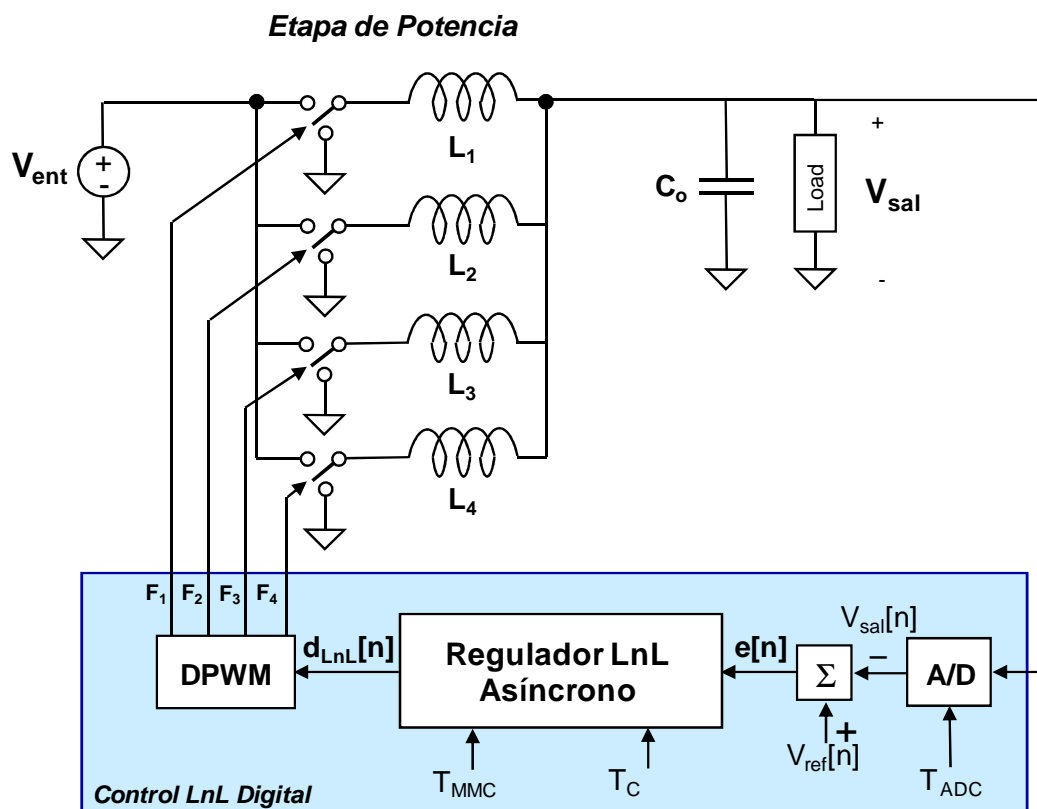 Etapa de Potencia
V_ent
+
-
L_1
L_2
L_3
L_4
C_o
Load
+
V_sal
-
F_1 F_2 F_3 F_4
DPWM
d_LnL[n]
Regulador LnL
Asíncrono
e[n]
Σ
−
+
V_sal[n]
A/D
V_ref[n]
T_MMC
T_C
T_ADC
Control LnL Digital